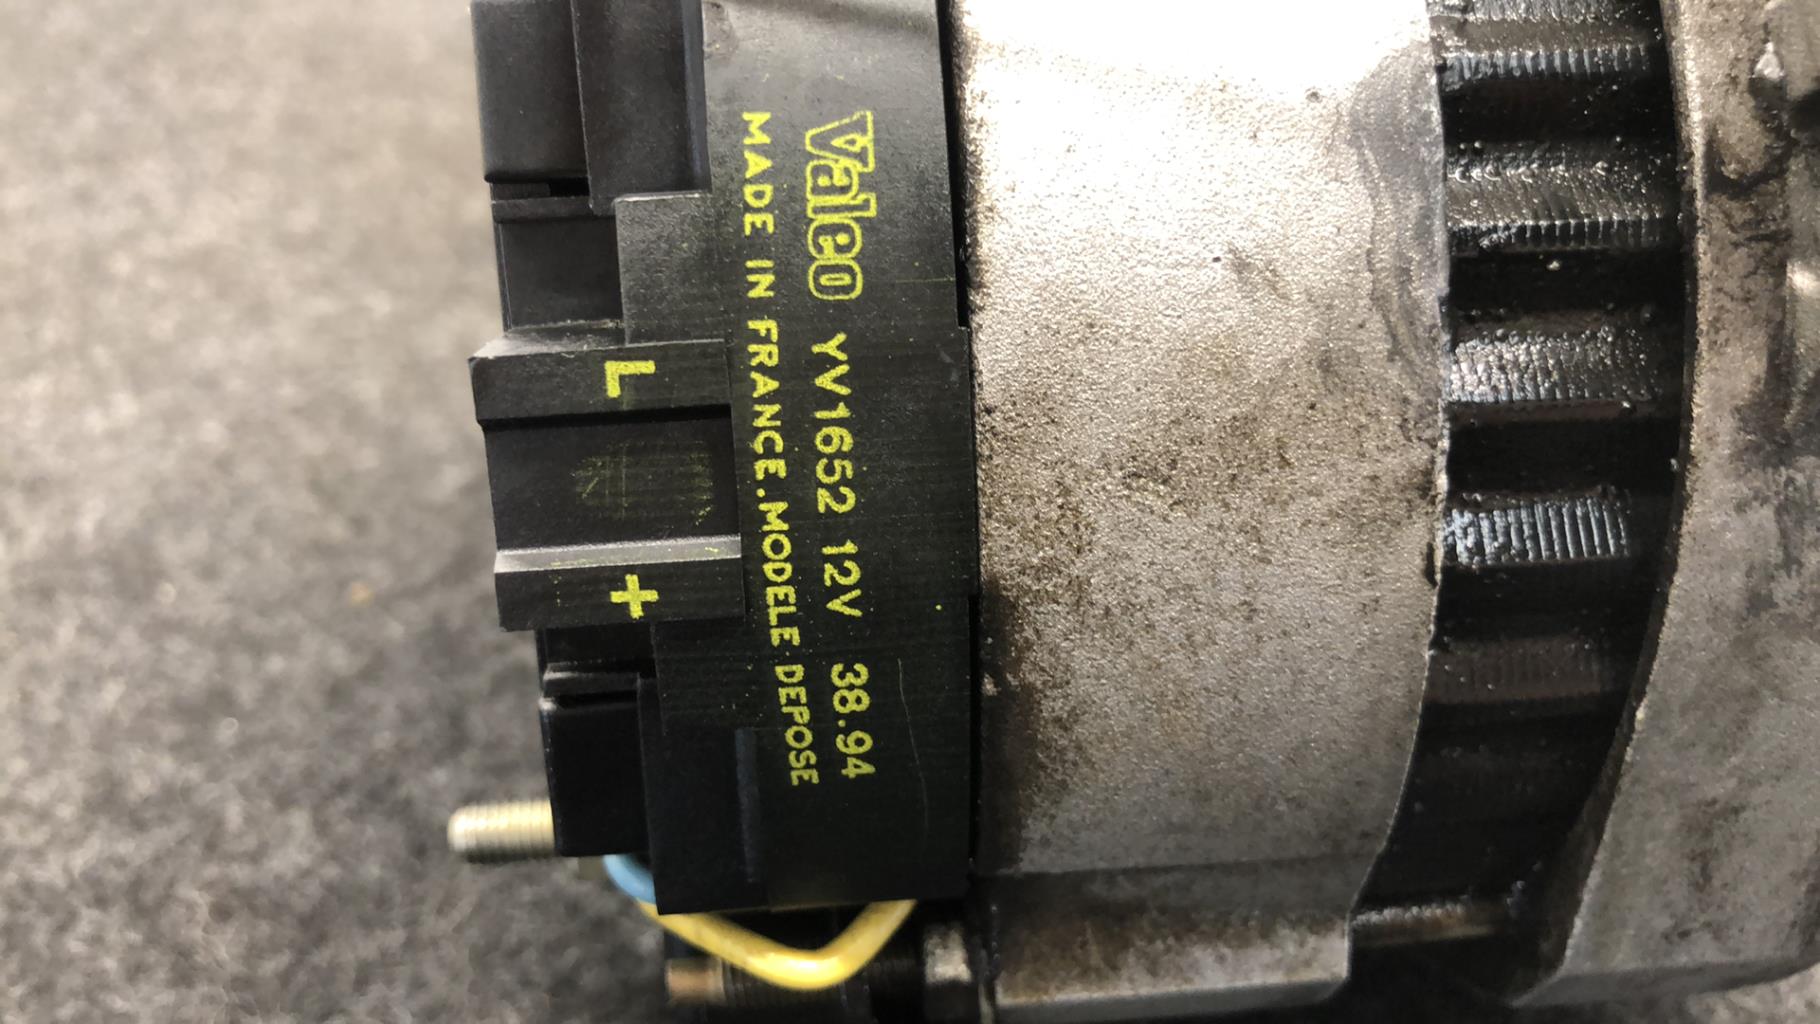 Valeo YV1652 12V 38.94
MADE IN FRANCE.MODELE DEPOSE
L
+